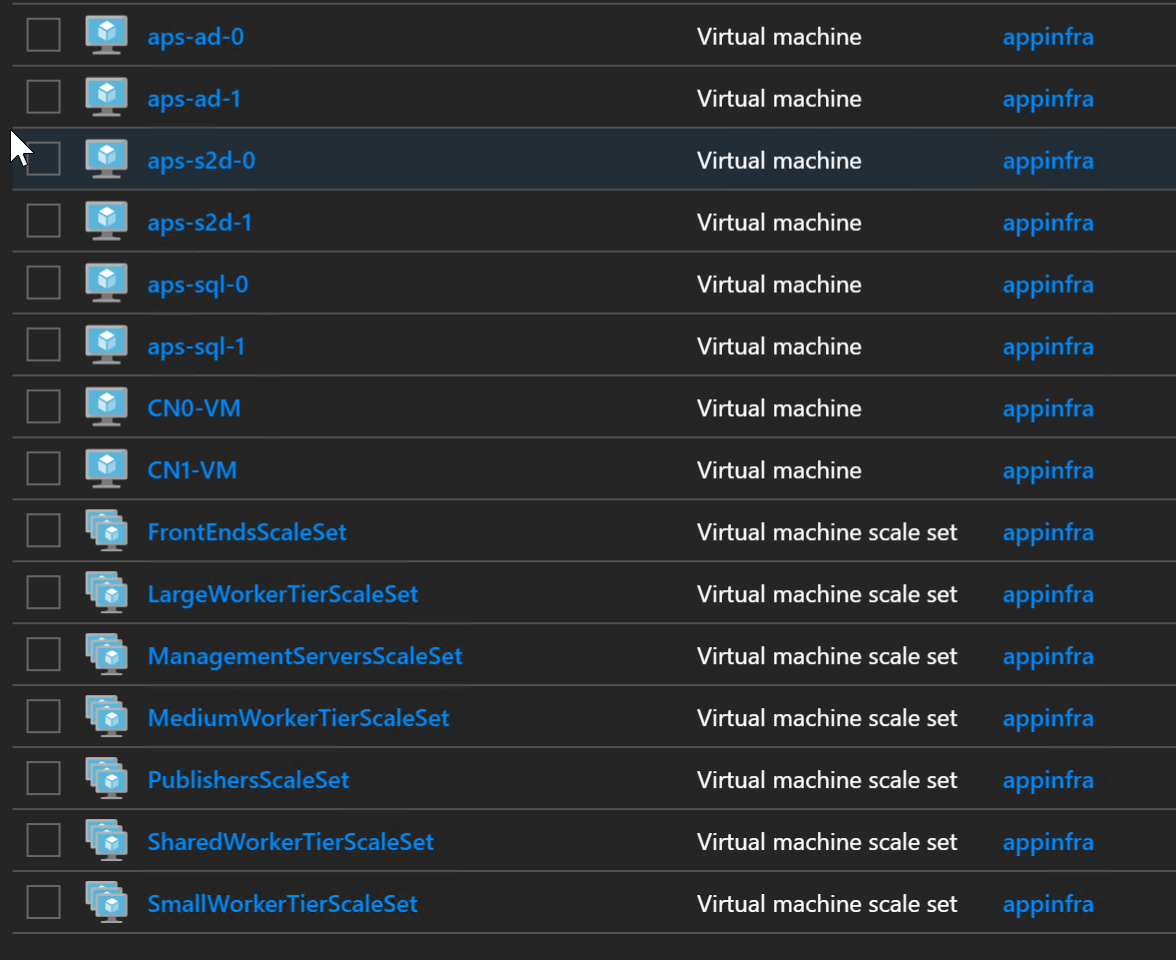 aps-ad-0 Virtual machine appinfra
aps-ad-1 Virtual machine appinfra
aps-s2d-0 Virtual machine appinfra
aps-s2d-1 Virtual machine appinfra
aps-sql-0 Virtual machine appinfra
aps-sql-1 Virtual machine appinfra
CN0-VM Virtual machine appinfra
CN1-VM Virtual machine appinfra
FrontEndsScaleSet Virtual machine scale set appinfra
LargeWorkerTierScaleSet Virtual machine scale set appinfra
ManagementServersScaleSet Virtual machine scale set appinfra
MediumWorkerTierScaleSet Virtual machine scale set appinfra
PublishersScaleSet Virtual machine scale set appinfra
SharedWorkerTierScaleSet Virtual machine scale set appinfra
SmallWorkerTierScaleSet Virtual machine scale set appinfra